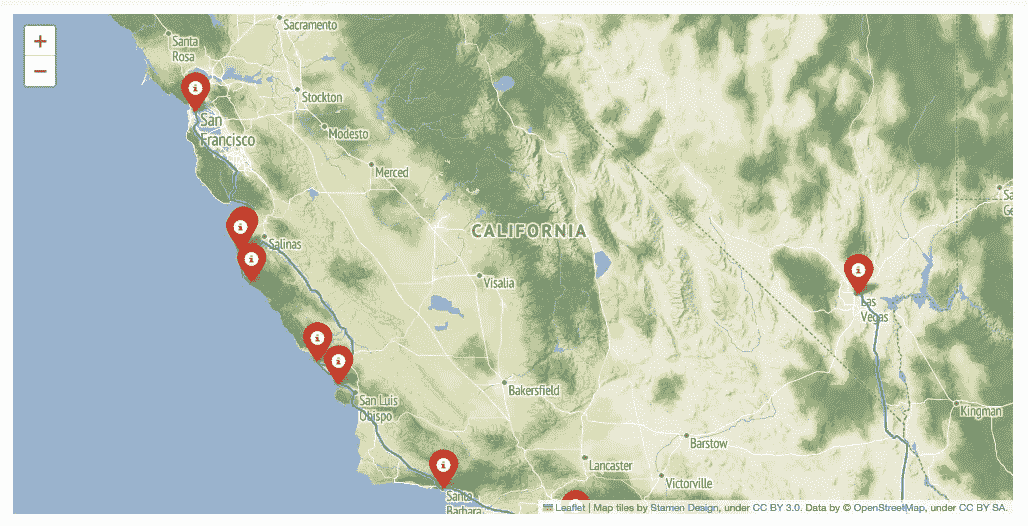 +
−
Sacramento
Santa
Rosa
Stockton
San
Francisco
Modesto
Merced
CALIFORNIA
Salinas
Visalia
Las
Vegas
San Luis
Obispo
Bakersfield
Kingman
Barstow
Lancaster
Victorville
Santa
Barbara
Leaflet | Map tiles by Stamen Design, under CC BY 3.0. Data by © OpenStreetMap, under CC BY SA.